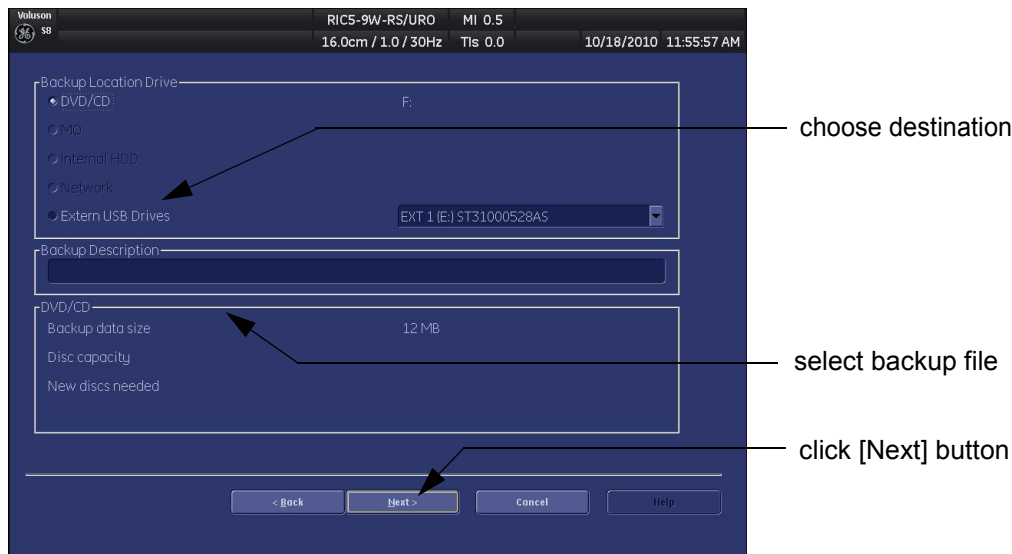 Voluson
S8
RIC5-9W-RS/URO MI 0.5
16.0cm / 1.0 / 30Hz TIs 0.0 10/18/2010 11:55:57 AM
Backup Location Drive
DVD/CD F:
MO
Internal HDD
Network
Extern USB Drives EXT 1 (E:) ST31000528AS
Backup Description
DVD/CD
Backup data size 12 MB
Disc capacity
New discs needed
< Back Next > Cancel Help
choose destination
select backup file
click [Next] button